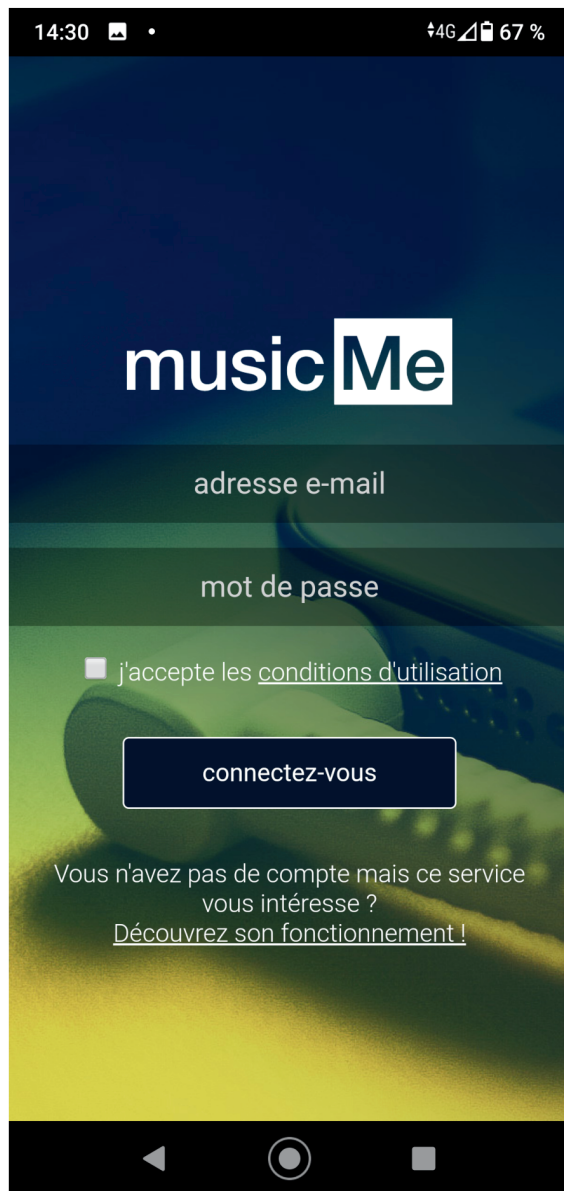 14:30 4G 67 %
musicMe
adresse e-mail
mot de passe
j'accepte les conditions d'utilisation
connectez-vous
Vous n'avez pas de compte mais ce service
vous intéresse ?
Découvrez son fonctionnement !